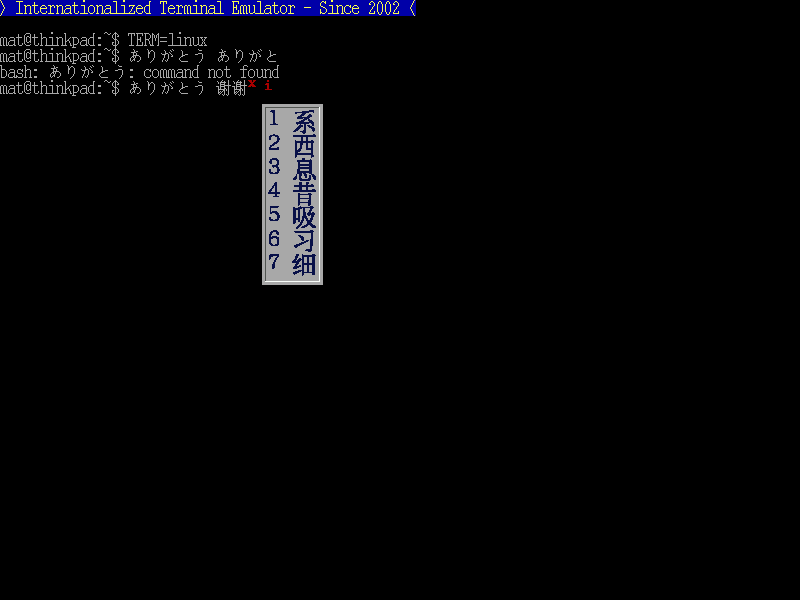 〉 Internationalized Terminal Emulator - Since 2002 〈
mat@thinkpad:~$ TERM=linux
mat@thinkpad:~$ ありがとう ありがと
bash: ありがとう: command not found
mat@thinkpad:~$ ありがとう 谢谢x i
1 系
2 西
3 息
4 昔
5 吸
6 习
7 细